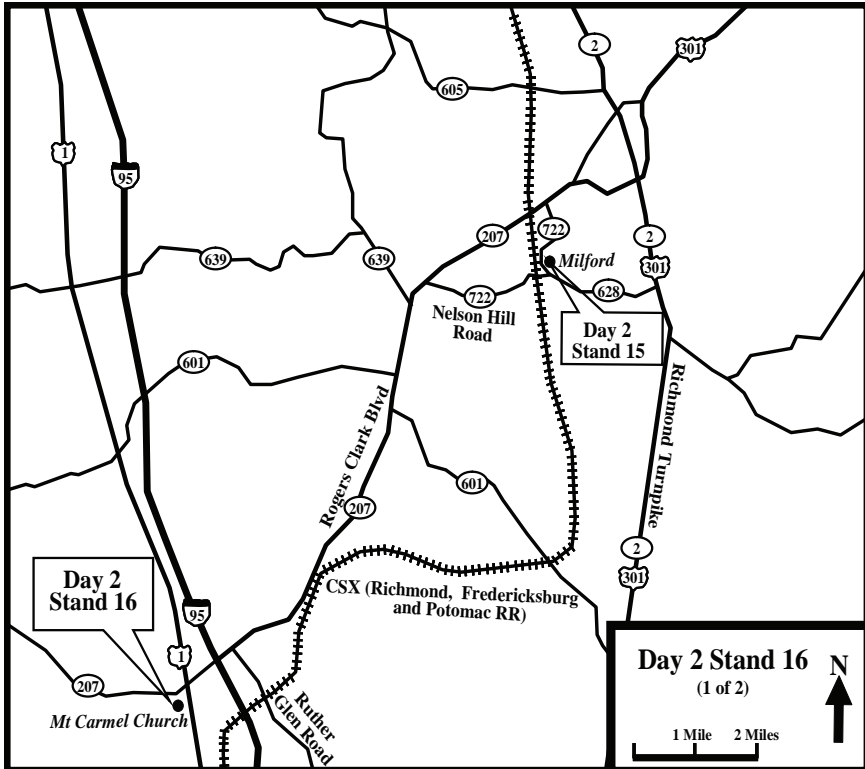 2
301
605
1
95
207
722
2
639
639
Milford
301
722
628
Nelson Hill
Road
Day 2
Stand 15
601
Richmond Turnpike
Rogers Clark Blvd
601
207
2
Day 2
Stand 16
301
CSX (Richmond, Fredericksburg
and Potomac RR)
95
1
207
Mt Carmel Church
Ruther
Glen Road
Day 2 Stand 16
(1 of 2)
N
1 Mile
2 Miles